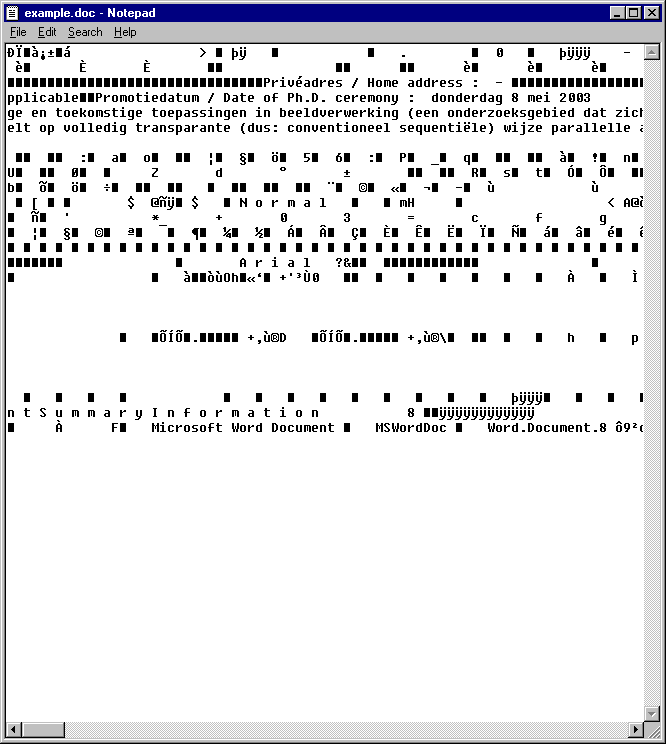 example.doc - Notepad
File Edit Search Help
ÐÏ■à¡±■á > ■ þÿ ■ ■ . ■ 0 ■ þÿÿÿ -
è■ È È ■■ ■■ ■■ è■ è■ è■
Privéadres / Home address : -
pplicable■■Promotiedatum / Date of Ph.D. ceremony : donderdag 8 mei 2003
ge en toekomstige toepassingen in beeldverwerking (een onderzoeksgebied dat zich
elt op volledig transparante (dus: conventioneel sequentiële) wijze parallelle a
■■ ■■ :■ a■ o■ ■■ ¦■ §■ ö■ 5■ 6■ :■ P■ _■ q■ ■■ ■■ à■ !■ n■
U■ ■■ Ø■ ■ Z d ° ± ■■ ■■ R■ s■ t■ Ó■ Ô■ ■■
b■ Õ■ ö■ ÷■ ■■ ■■ ■ ■■ ■■ ■■ ¨■ ©■ «■ ¬■ -■ ù ù
■ [ ■ ■ $ @ñÿ■ $ ■ N o r m a l ■ ■ mH ■ < A@ò
■ ñ■ ' *_ + 0 3 = c f g
■ ¦■ §■ ©■ ª■ ■ ¶■ ¼■ ½■ Á■ Â■ Ç■ È■ Ê■ Ë■ Ï■ Ñ■ á■ â■ é■ ê
■■■■■■■ ■ A r i a l ?&■■ ■■■■■■■■■■■■ ■
■ ■ à■■òùOh■«‘■ +'³Ù0 ■■ ■ ■ ■ ■ ■ ■ À ■ Ì
■ ■ÕÍÕ■.■■■■■ +,ù®D ■ÕÍÕ■.■■■■■ +,ù®\■ ■■ ■ ■ h ■ p
■ ■ ■ ■ ■ ■ ■ ■ ■ ■ ■ ■ ■ ■ þÿÿÿ■ ■ ■ ■
n t S u m m a r y I n f o r m a t i o n 8 ■■ÿÿÿÿÿÿÿÿÿÿÿÿ
■ À F■ Microsoft Word Document ■ MSWordDoc ■ Word.Document.8 ô9²q